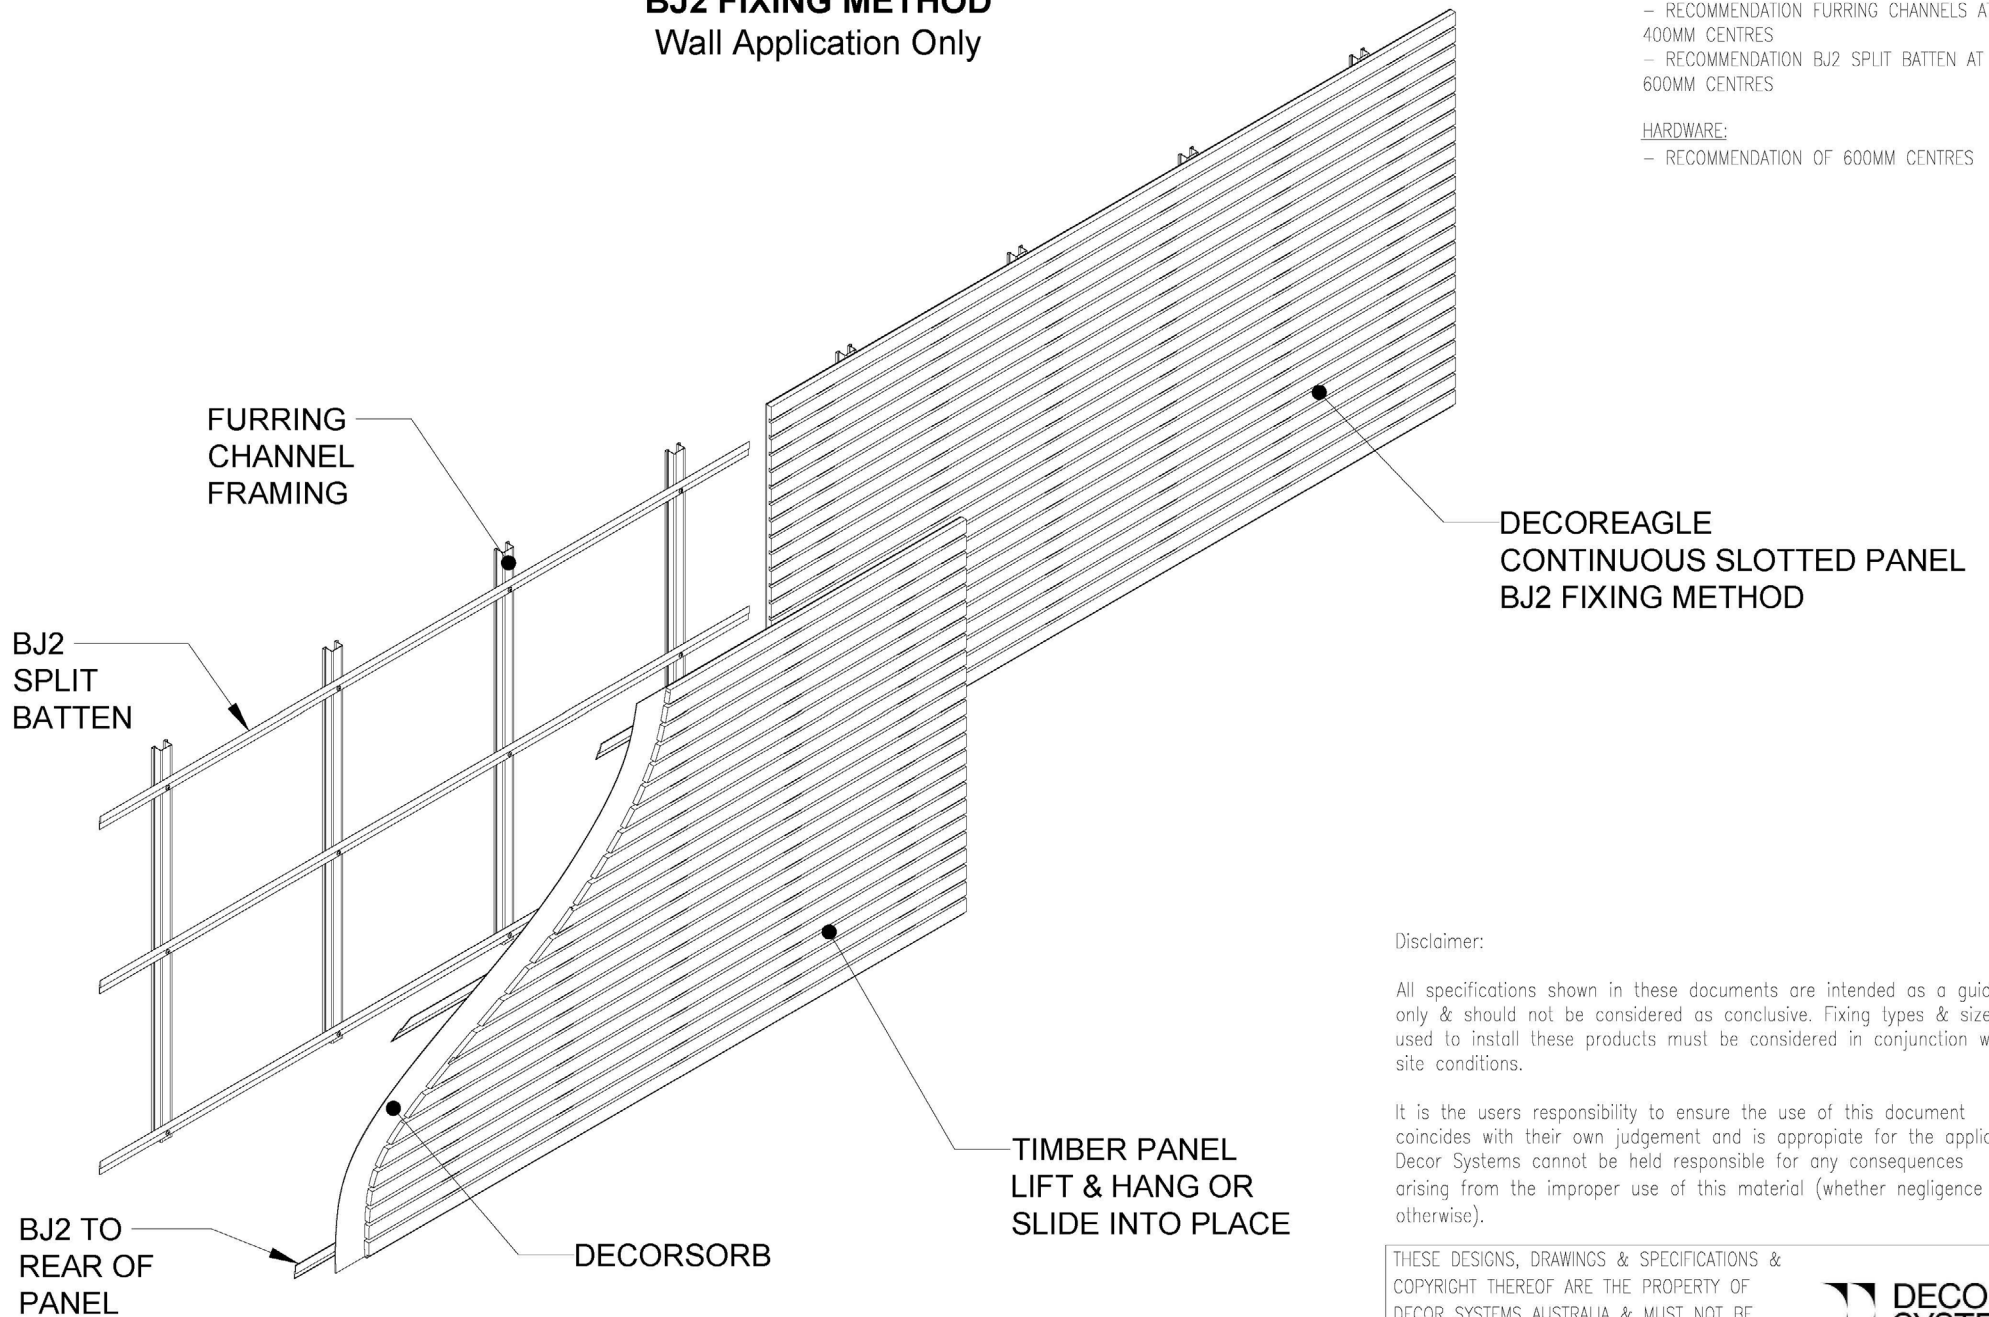 BJ2 FIXING METHOD
Wall Application Only
– RECOMMENDATION FURRING CHANNELS AT
400MM CENTRES
– RECOMMENDATION BJ2 SPLIT BATTEN AT
600MM CENTRES
HARDWARE:
– RECOMMENDATION OF 600MM CENTRES
FURRING
CHANNEL
FRAMING
BJ2
SPLIT
BATTEN
DECOREAGLE
CONTINUOUS SLOTTED PANEL
BJ2 FIXING METHOD
TIMBER PANEL
LIFT & HANG OR
SLIDE INTO PLACE
DECORSORB
BJ2 TO
REAR OF
PANEL
Disclaimer:
All specifications shown in these documents are intended as a
only & should not be considered as conclusive. Fixing types &
used to install these products must be considered in conjunction
site conditions.
It is the users responsibility to ensure the use of this document
coincides with their own judgement and is appropiate for the
Decor Systems cannot be held responsible for any consequences
arising from the improper use of this material (whether negligence
otherwise).
THESE DESIGNS, DRAWINGS & SPECIFICATIONS &
COPYRIGHT THEREOF ARE THE PROPERTY OF
DECOR SYSTEMS AUSTRALIA & MUST NOT BE